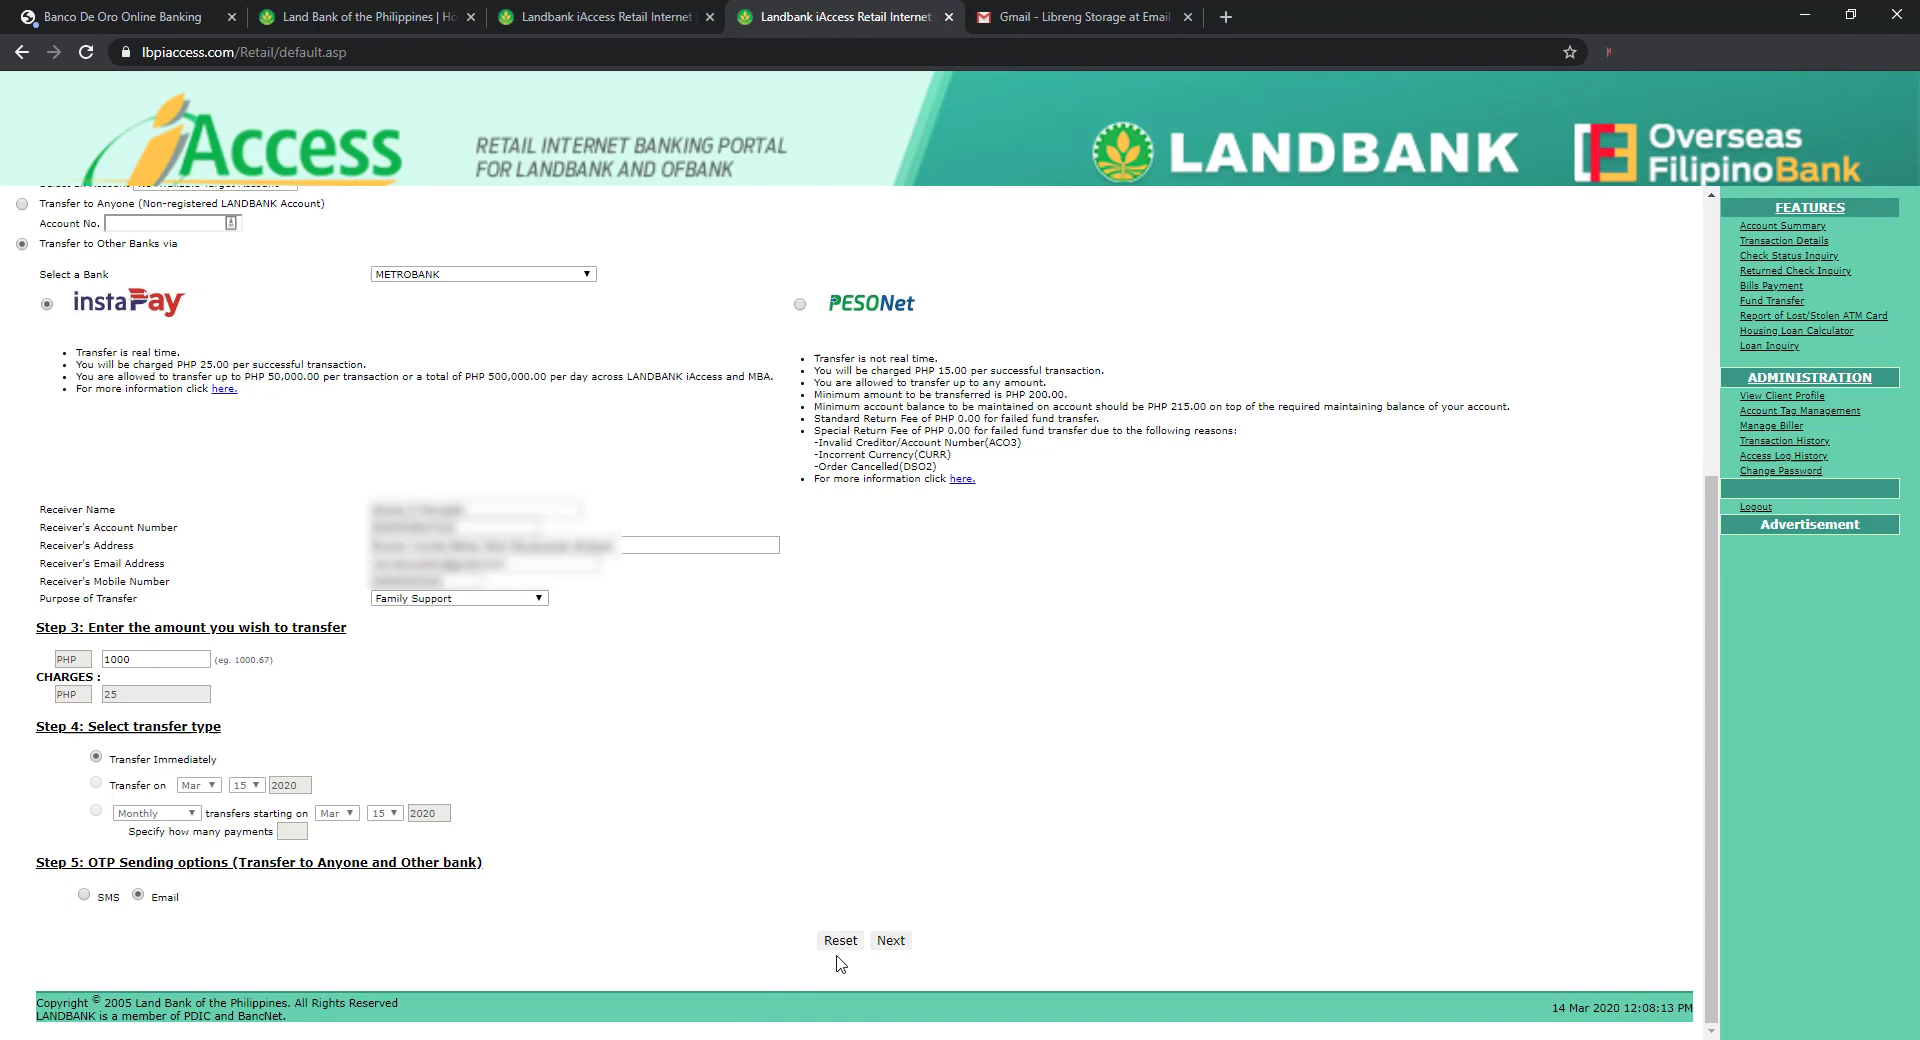 Banco De Oro Online Banking
Land Bank of the Philippines | Ho
Landbank iAccess Retail Internet
Landbank iAccess Retail Internet
Gmail - Libreng Storage at Email
lbpiaccess.com/Retail/default.asp
iAccess
RETAIL INTERNET BANKING PORTAL
FOR LANDBANK AND OFBANK
LANDBANK
Overseas
FilipinoBank
Transfer to Anyone (Non-registered LANDBANK Account)
Account No.
Transfer to Other Banks via
Select a Bank METROBANK
instaPay
Transfer is real time.
You will be charged PHP 25.00 per successful transaction.
You are allowed to transfer up to PHP 50,000.00 per transaction or a total of PHP 500,000.00 per day across LANDBANK iAccess and MBA.
For more information click here.
PESONet
Transfer is not real time.
You will be charged PHP 15.00 per successful transaction.
You are allowed to transfer up to any amount.
Minimum amount to be transferred is PHP 200.00.
Minimum account balance to be maintained on account should be PHP 215.00 on top of the required maintaining balance of your account.
Standard Return Fee of PHP 0.00 for failed fund transfer.
Special Return Fee of PHP 0.00 for failed fund transfer due to the following reasons:
-Invalid Creditor/Account Number(ACO3)
-Incorrent Currency(CURR)
-Order Cancelled(DSO2)
For more information click here.
Receiver Name
Receiver's Account Number
Receiver's Address
Receiver's Email Address
Receiver's Mobile Number
Purpose of Transfer Family Support
Step 3: Enter the amount you wish to transfer
PHP 1000 (eg. 1000.67)
CHARGES :
PHP 25
Step 4: Select transfer type
Transfer Immediately
Transfer on Mar 15 2020
Monthly transfers starting on Mar 15 2020
Specify how many payments
Step 5: OTP Sending options (Transfer to Anyone and Other bank)
SMS Email
Reset Next
Copyright © 2005 Land Bank of the Philippines. All Rights Reserved
LANDBANK is a member of PDIC and BancNet.
14 Mar 2020 12:08:13 PM
FEATURES
Account Summary
Transaction Details
Check Status Inquiry
Returned Check Inquiry
Bills Payment
Fund Transfer
Report of Lost/Stolen ATM Card
Housing Loan Calculator
Loan Inquiry
ADMINISTRATION
View Client Profile
Account Tag Management
Manage Biller
Transaction History
Access Log History
Change Password
Logout
Advertisement